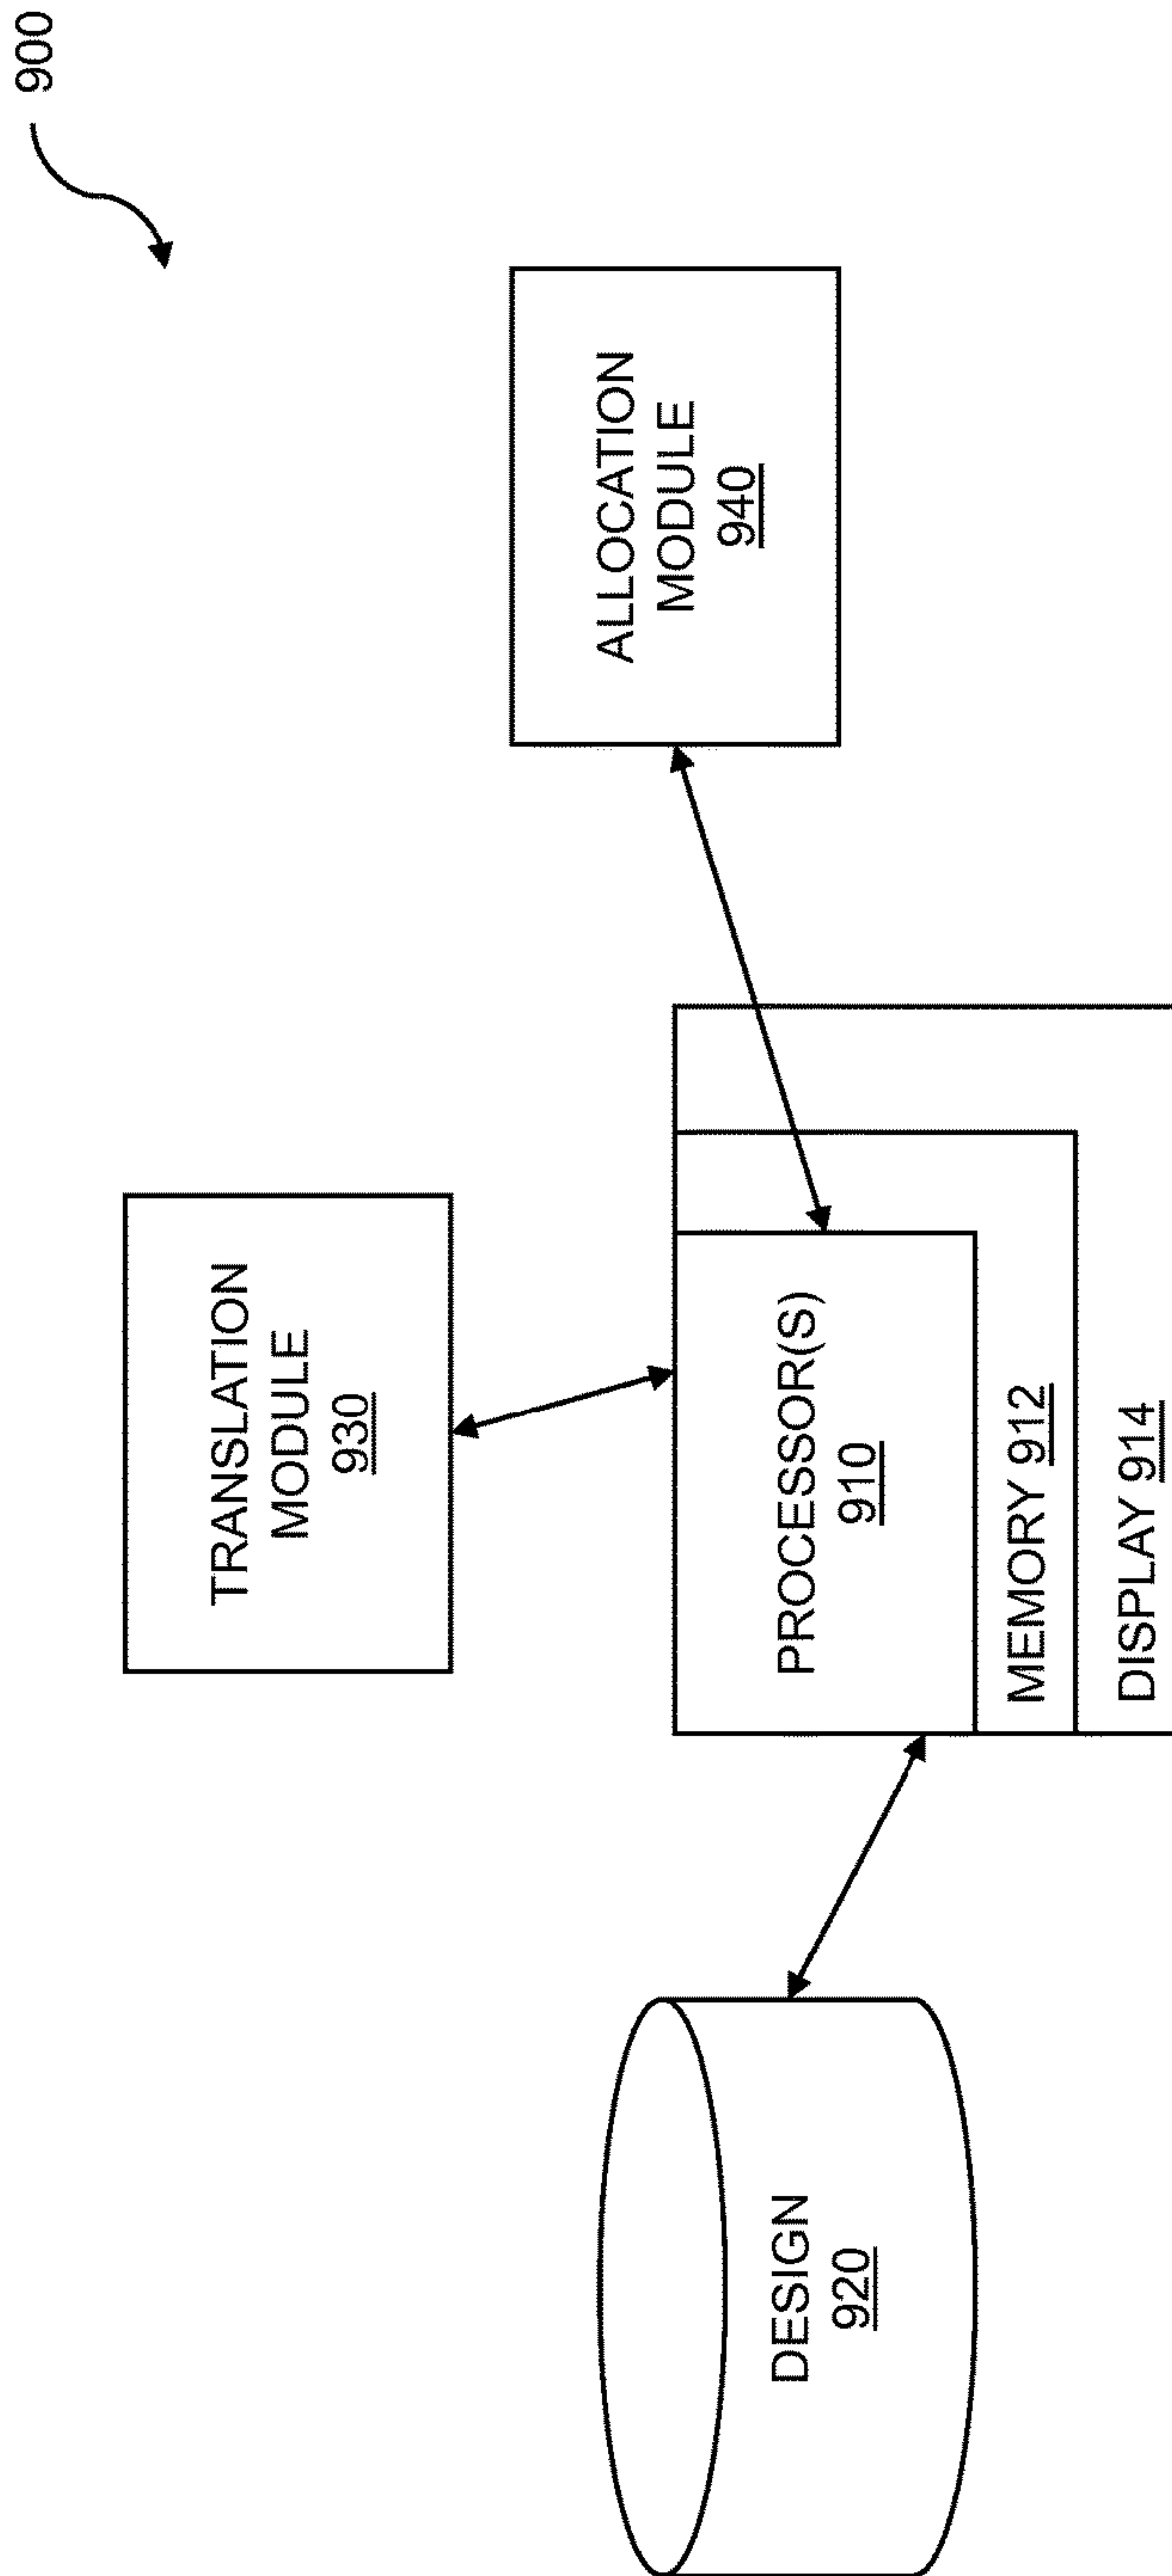 900
TRANSLATION
MODULE
930
ALLOCATION
MODULE
940
DESIGN
920
PROCESSOR(S)
910
MEMORY 912
DISPLAY 914